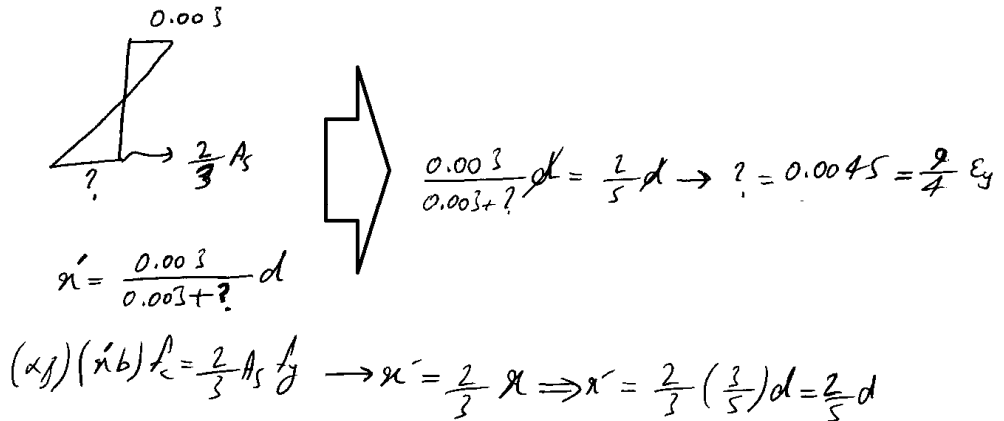 0.003
? → 2/3 A_s
x′ = 0.003/(0.003+?) d
0.003/(0.003+?) d = 2/5 d → ? = 0.0045 = 9/4 ε_y
(αβ)(x′b) f_c = 2/3 A_s f_y → x′ = 2/3 x ⇒ x′ = 2/3 (3/5)d = 2/5 d